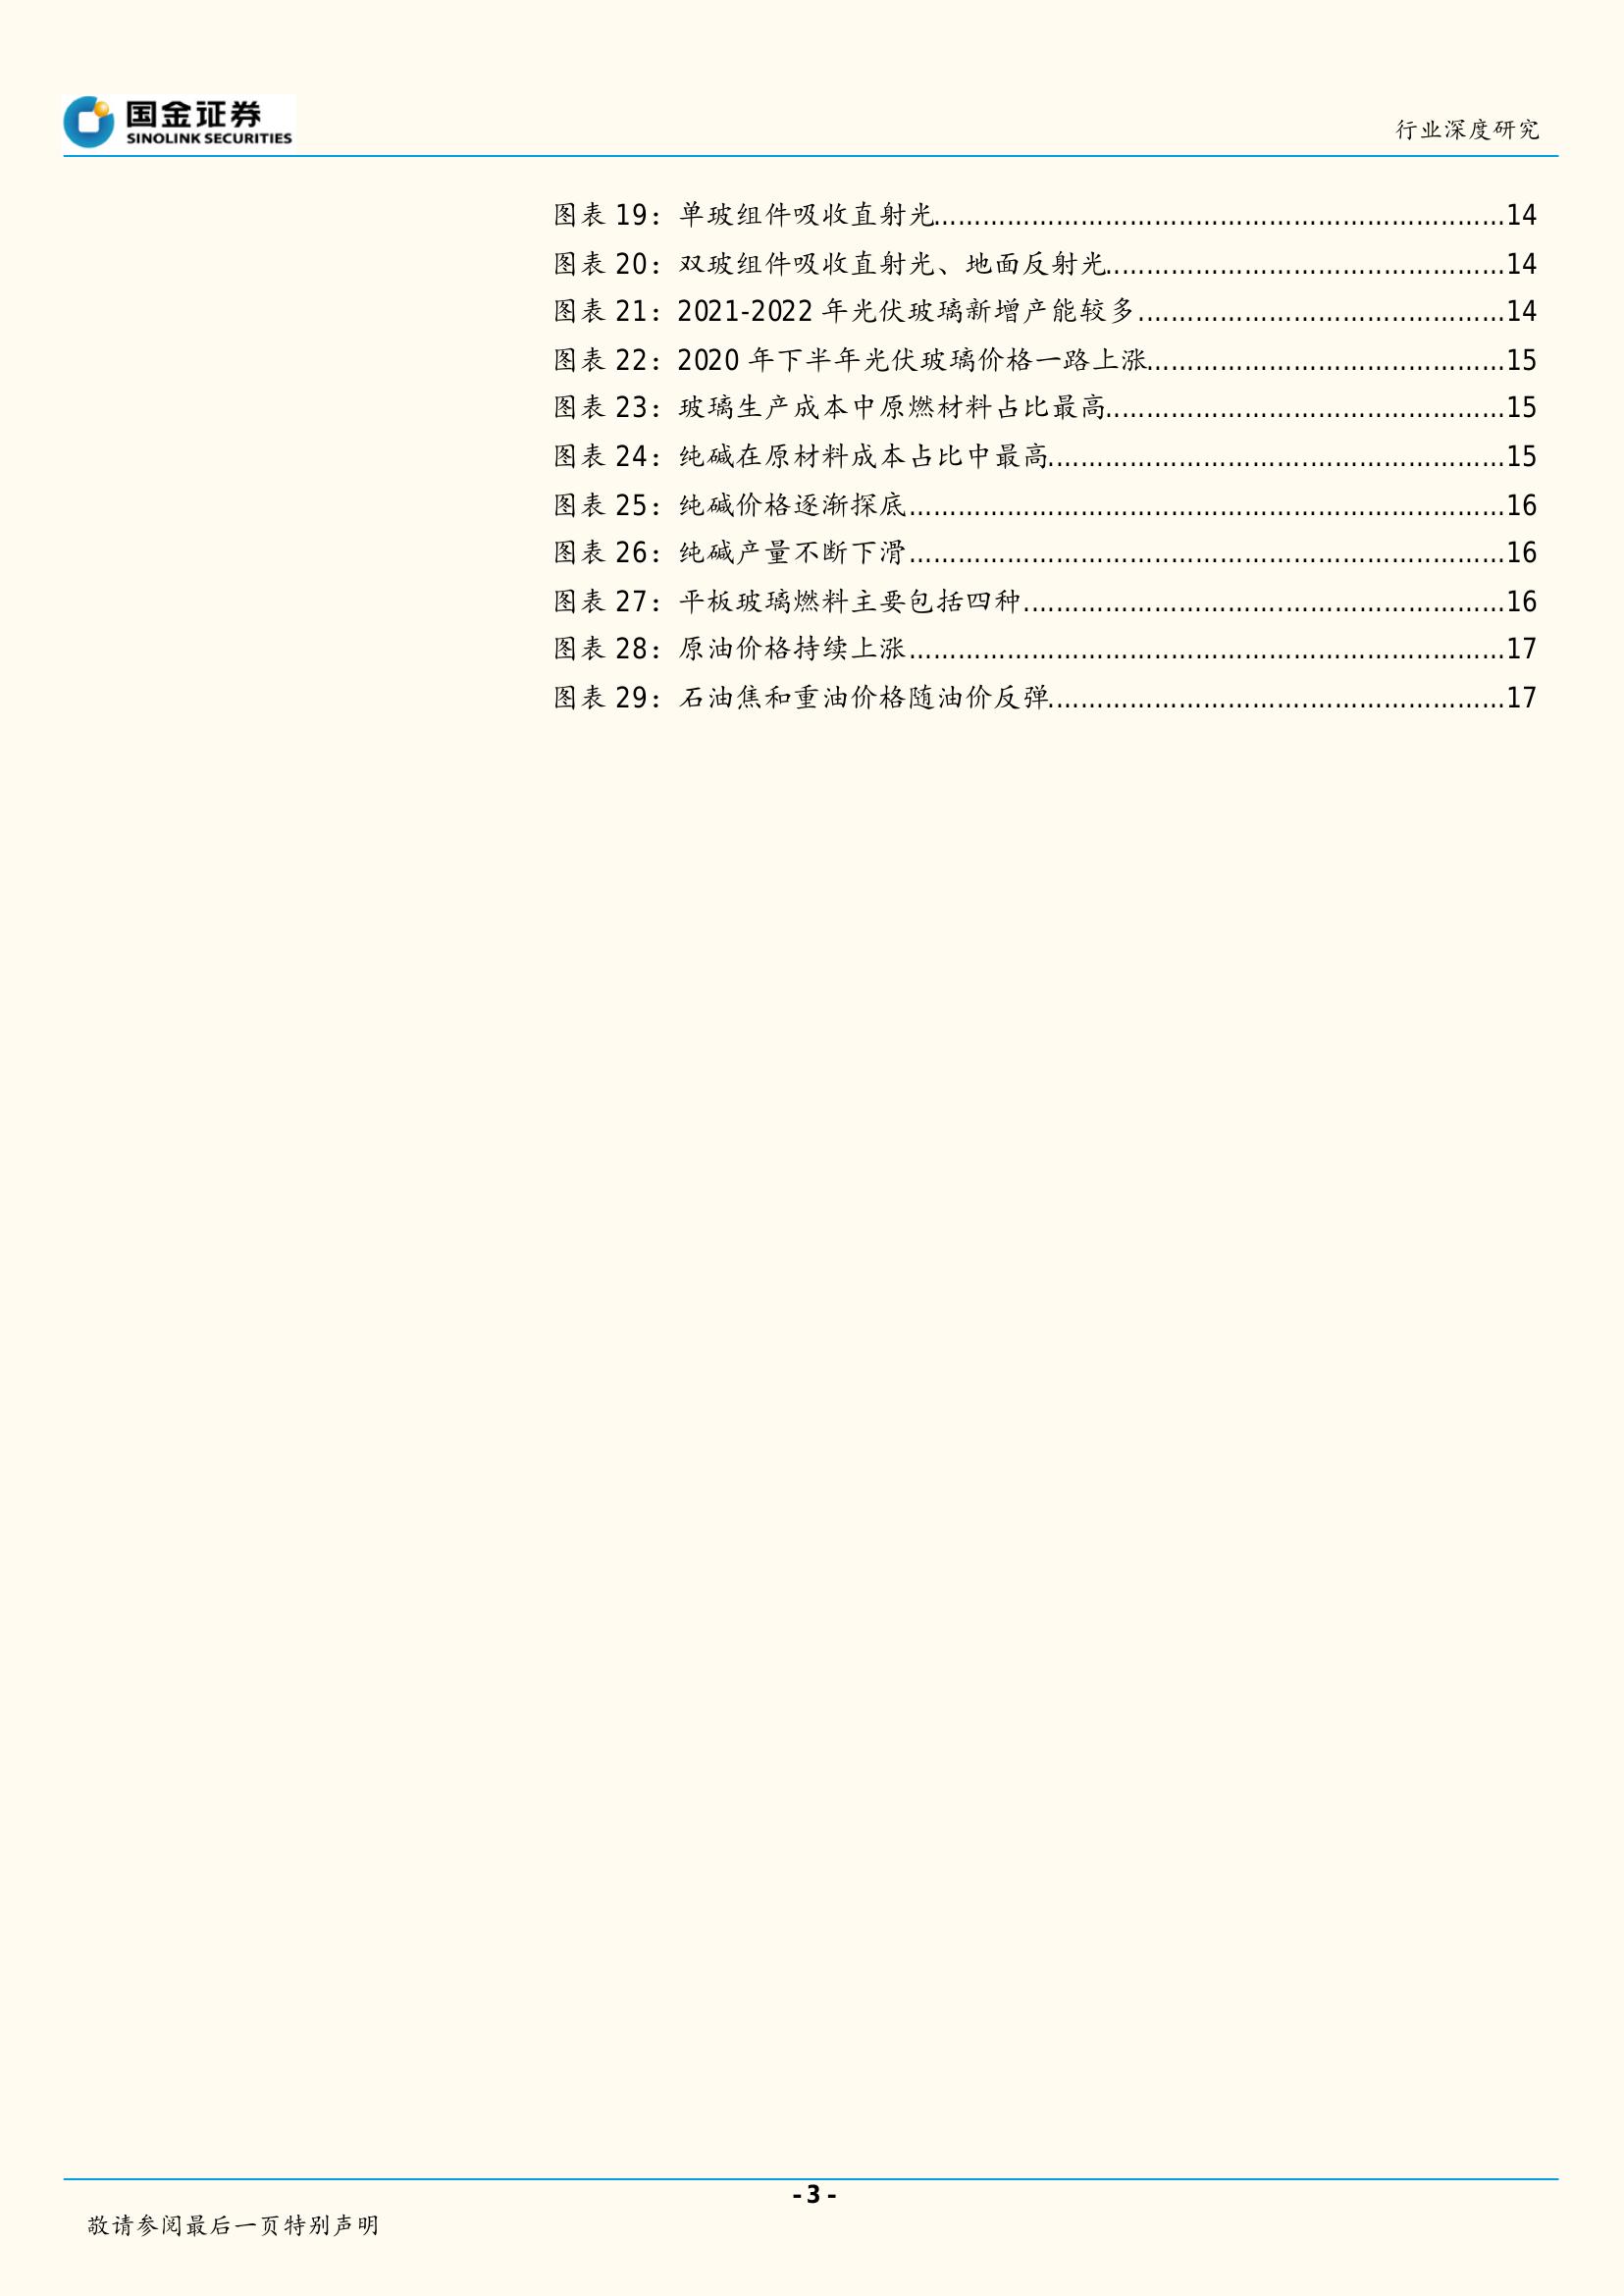 国金证券
SINOLINK SECURITIES
行业深度研究
图表 19：单玻组件吸收直射光........................................................................14
图表 20：双玻组件吸收直射光、地面反射光.................................................14
图表 21：2021-2022 年光伏玻璃新增产能较多.............................................14
图表 22：2020 年下半年光伏玻璃价格一路上涨............................................15
图表 23：玻璃生产成本中原燃材料占比最高.................................................15
图表 24：纯碱在原材料成本占比中最高........................................................15
图表 25：纯碱价格逐渐探底.........................................................................16
图表 26：纯碱产量不断下滑.........................................................................16
图表 27：平板玻璃燃料主要包括四种...........................................................16
图表 28：原油价格持续上涨.........................................................................17
图表 29：石油焦和重油价格随油价反弹........................................................17
- 3 -
敬请参阅最后一页特别声明